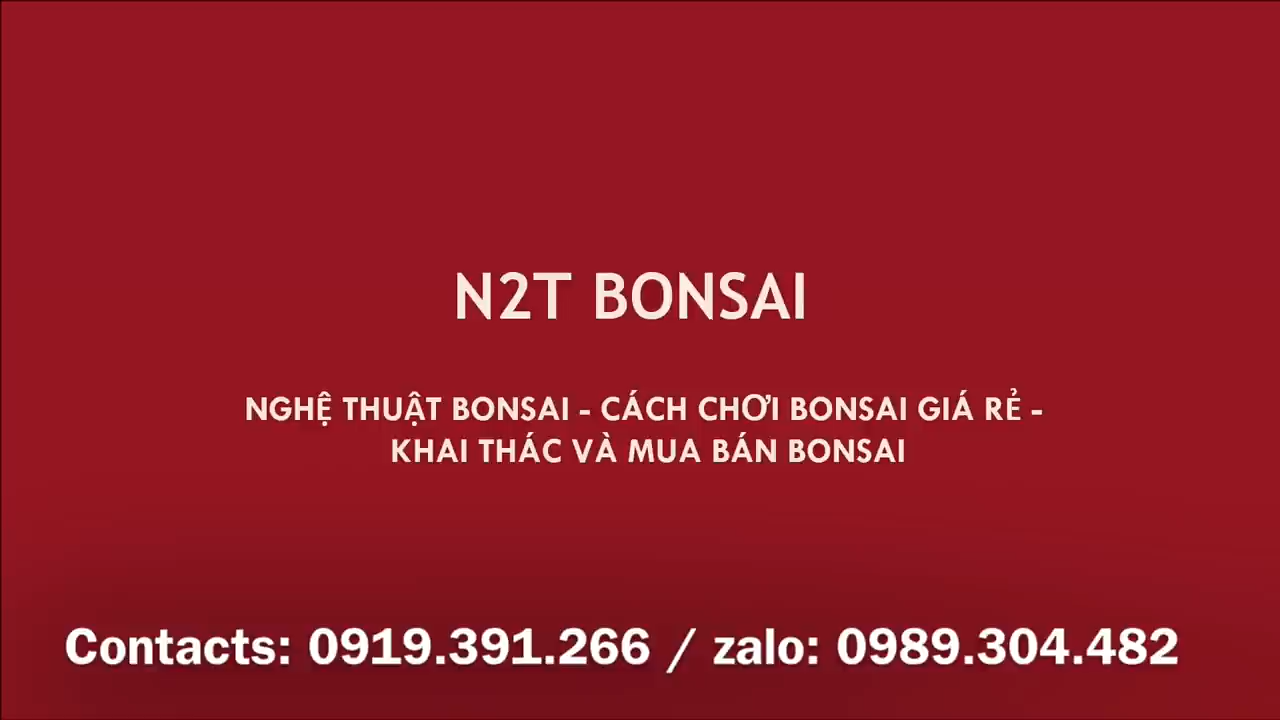 N2T BONSAI
NGHỆ THUẬT BONSAI - CÁCH CHƠI BONSAI GIÁ RẺ -
KHAI THÁC VÀ MUA BÁN BONSAI
Contacts: 0919.391.266 / zalo: 0989.304.482